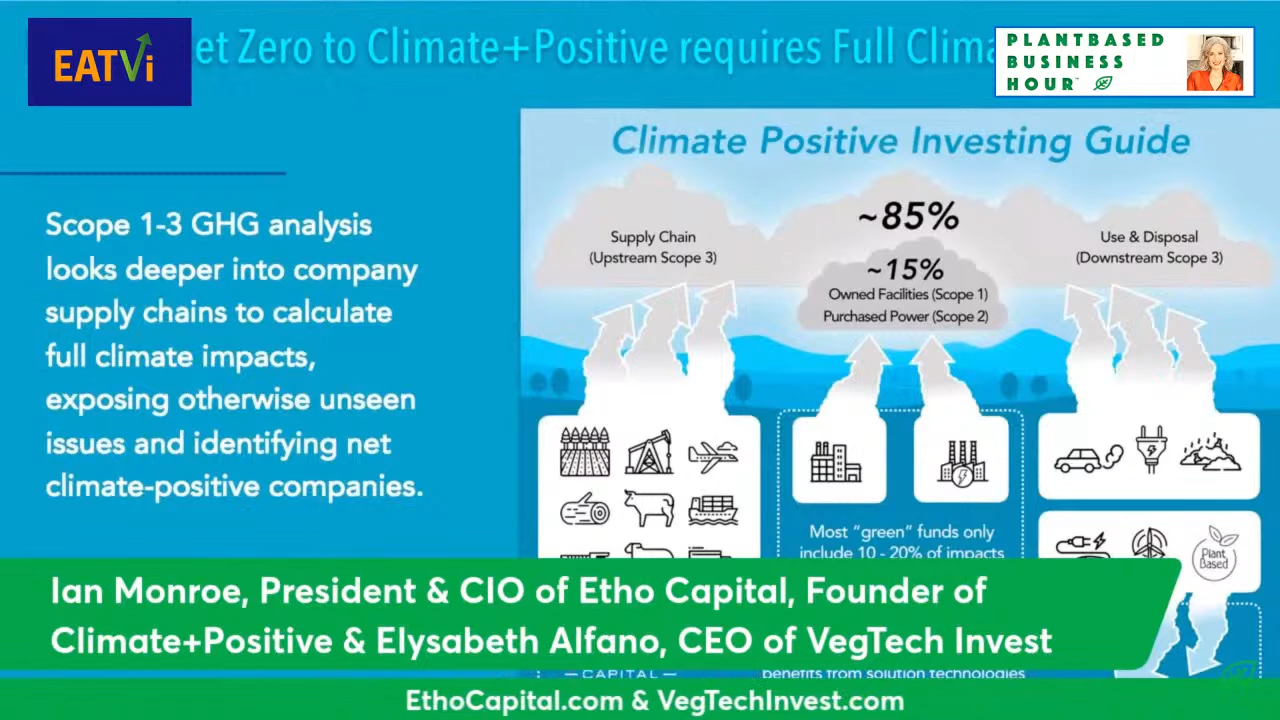 EATVi
et Zero to Climate+Positive requires Full Clima
PLANTBASED
BUSINESS
HOUR™
Climate Positive Investing Guide
Scope 1-3 GHG analysis
looks deeper into company
supply chains to calculate
full climate impacts,
exposing otherwise unseen
issues and identifying net
climate-positive companies.
~85%
Supply Chain
(Upstream Scope 3)
~15%
Owned Facilities (Scope 1)
Purchased Power (Scope 2)
Use & Disposal
(Downstream Scope 3)
Most “green” funds only
include 10 - 20% of impacts
Plant
Based
Ian Monroe, President & CIO of Etho Capital, Founder of
Climate+Positive & Elysabeth Alfano, CEO of VegTech Invest
CAPITAL
benefits from solution technologies
EthoCapital.com & VegTechInvest.com